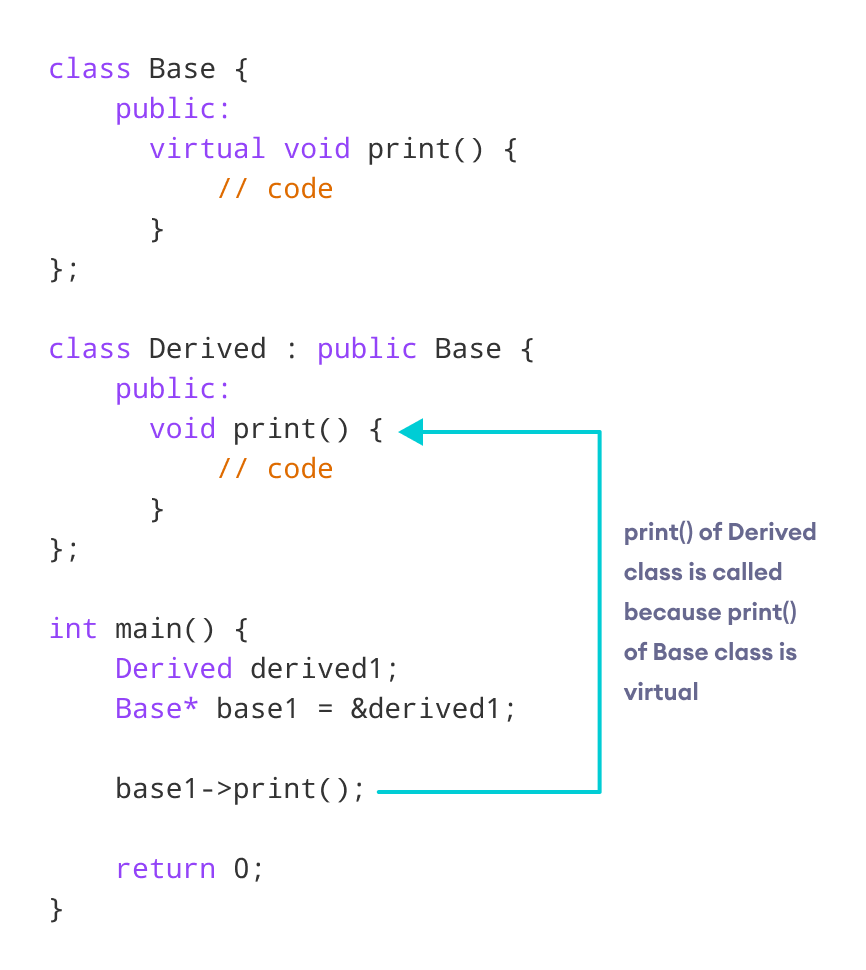 class Base {
    public:
      virtual void print() {
          // code
      }
};

class Derived : public Base {
    public:
      void print() {
          // code
      }
};

int main() {
    Derived derived1;
    Base* base1 = &derived1;

    base1->print();

    return 0;
}
print() of Derived
class is called
because print()
of Base class is
virtual